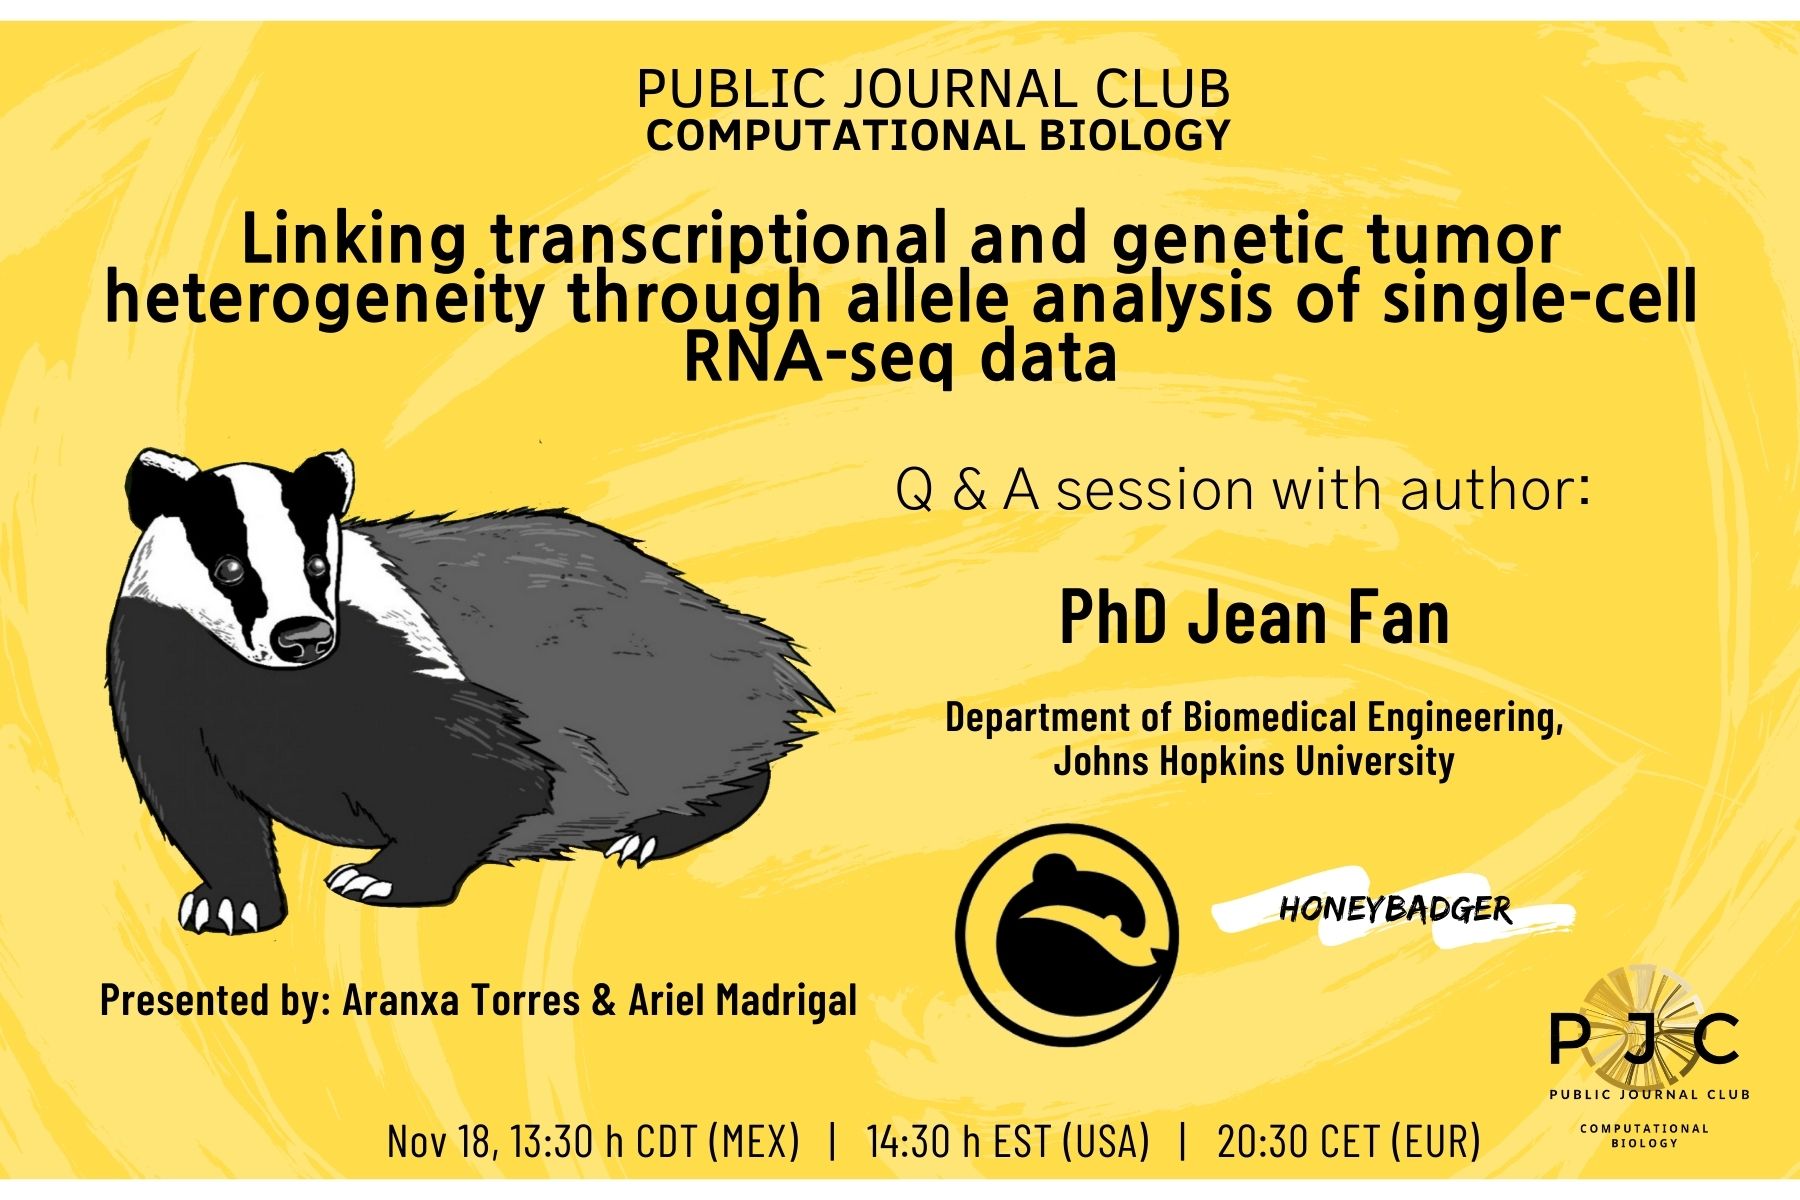 PUBLIC JOURNAL CLUB
COMPUTATIONAL BIOLOGY
Linking transcriptional and genetic tumor
heterogeneity through allele analysis of single-cell
RNA-seq data
Q & A session with author:
PhD Jean Fan
Department of Biomedical Engineering,
Johns Hopkins University
HONEYBADGER
Presented by: Aranxa Torres & Ariel Madrigal
P J C
PUBLIC JOURNAL CLUB
COMPUTATIONAL
BIOLOGY
Nov 18, 13:30 h CDT (MEX) | 14:30 h EST (USA) | 20:30 CET (EUR)